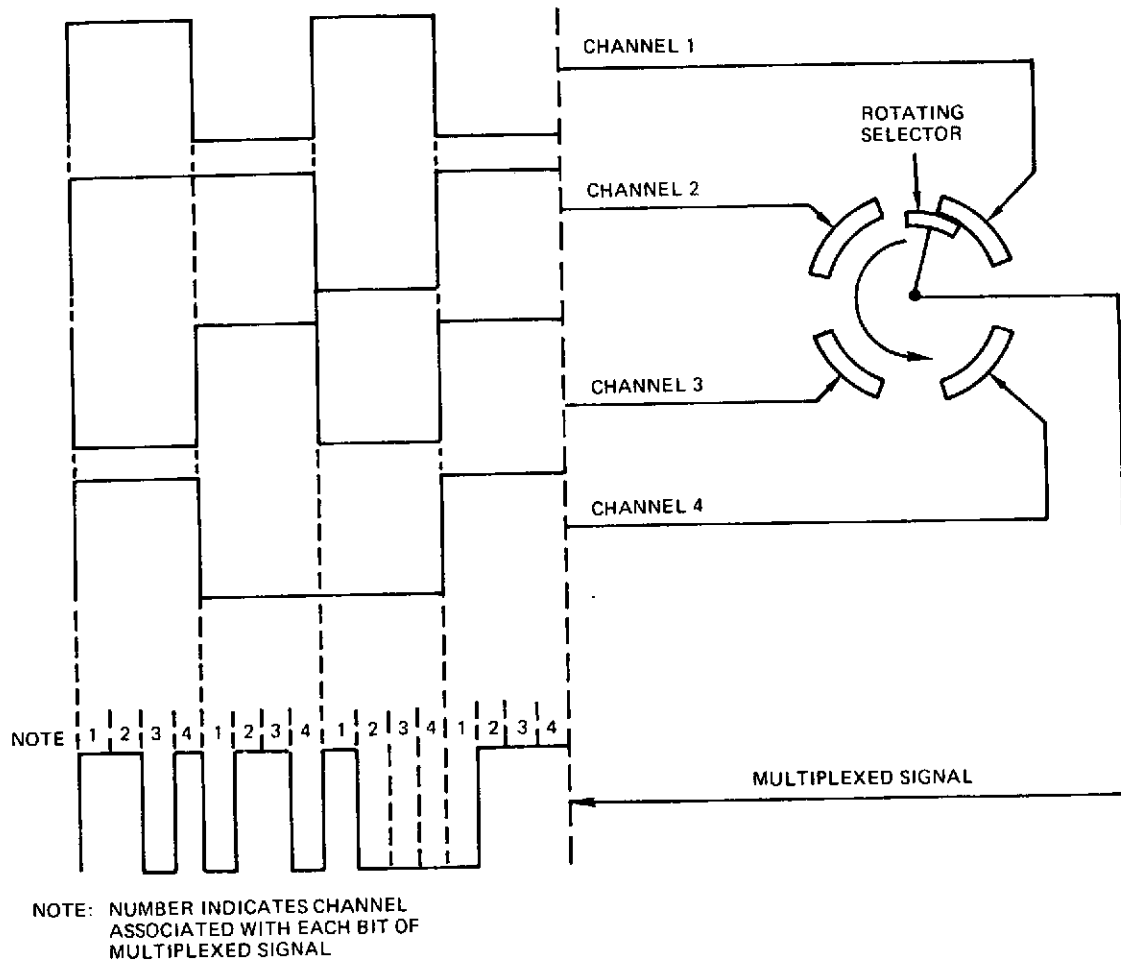 CHANNEL 1
ROTATING
SELECTOR
CHANNEL 2
CHANNEL 3
CHANNEL 4
NOTE 1 2 3 4 1 2 3 4 1 2 3 4 1 2 3 4
MULTIPLEXED SIGNAL
NOTE: NUMBER INDICATES CHANNEL
ASSOCIATED WITH EACH BIT OF
MULTIPLEXED SIGNAL